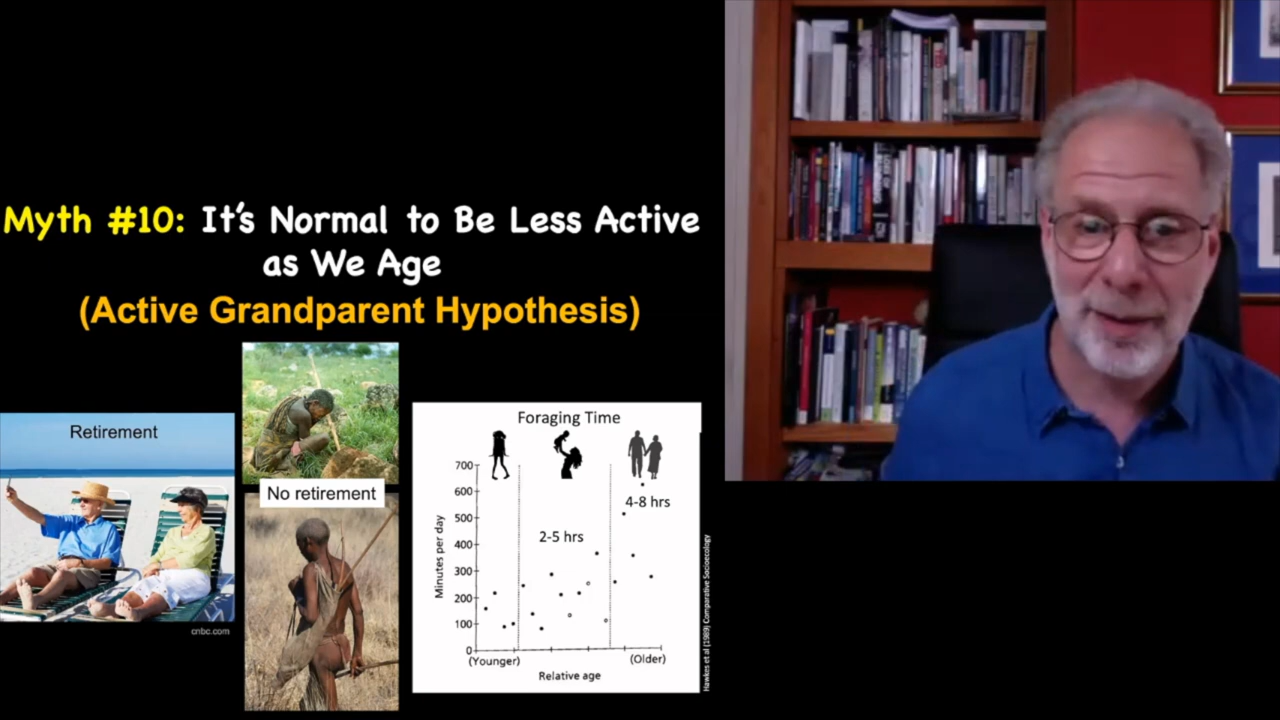 Myth #10: It's Normal to Be Less Active
as We Age
(Active Grandparent Hypothesis)
Retirement
cnbc.com
No retirement
Foraging Time
700
600
500
400
300
200
100
0
Minutes per day
2-5 hrs
4-8 hrs
(Younger)
(Older)
Relative age
Hawkes et al (1989) Comparative Socioecology